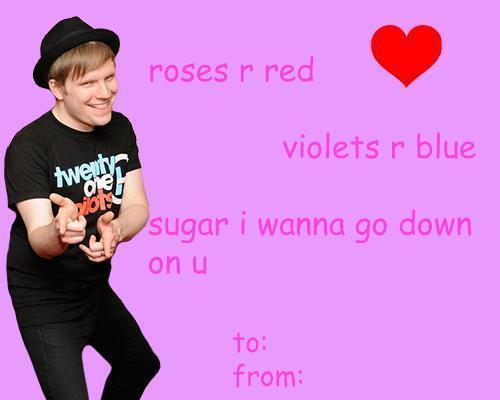 roses r red
violets r blue
twenty
one
pilots
sugar i wanna go down
on u
to:
from: